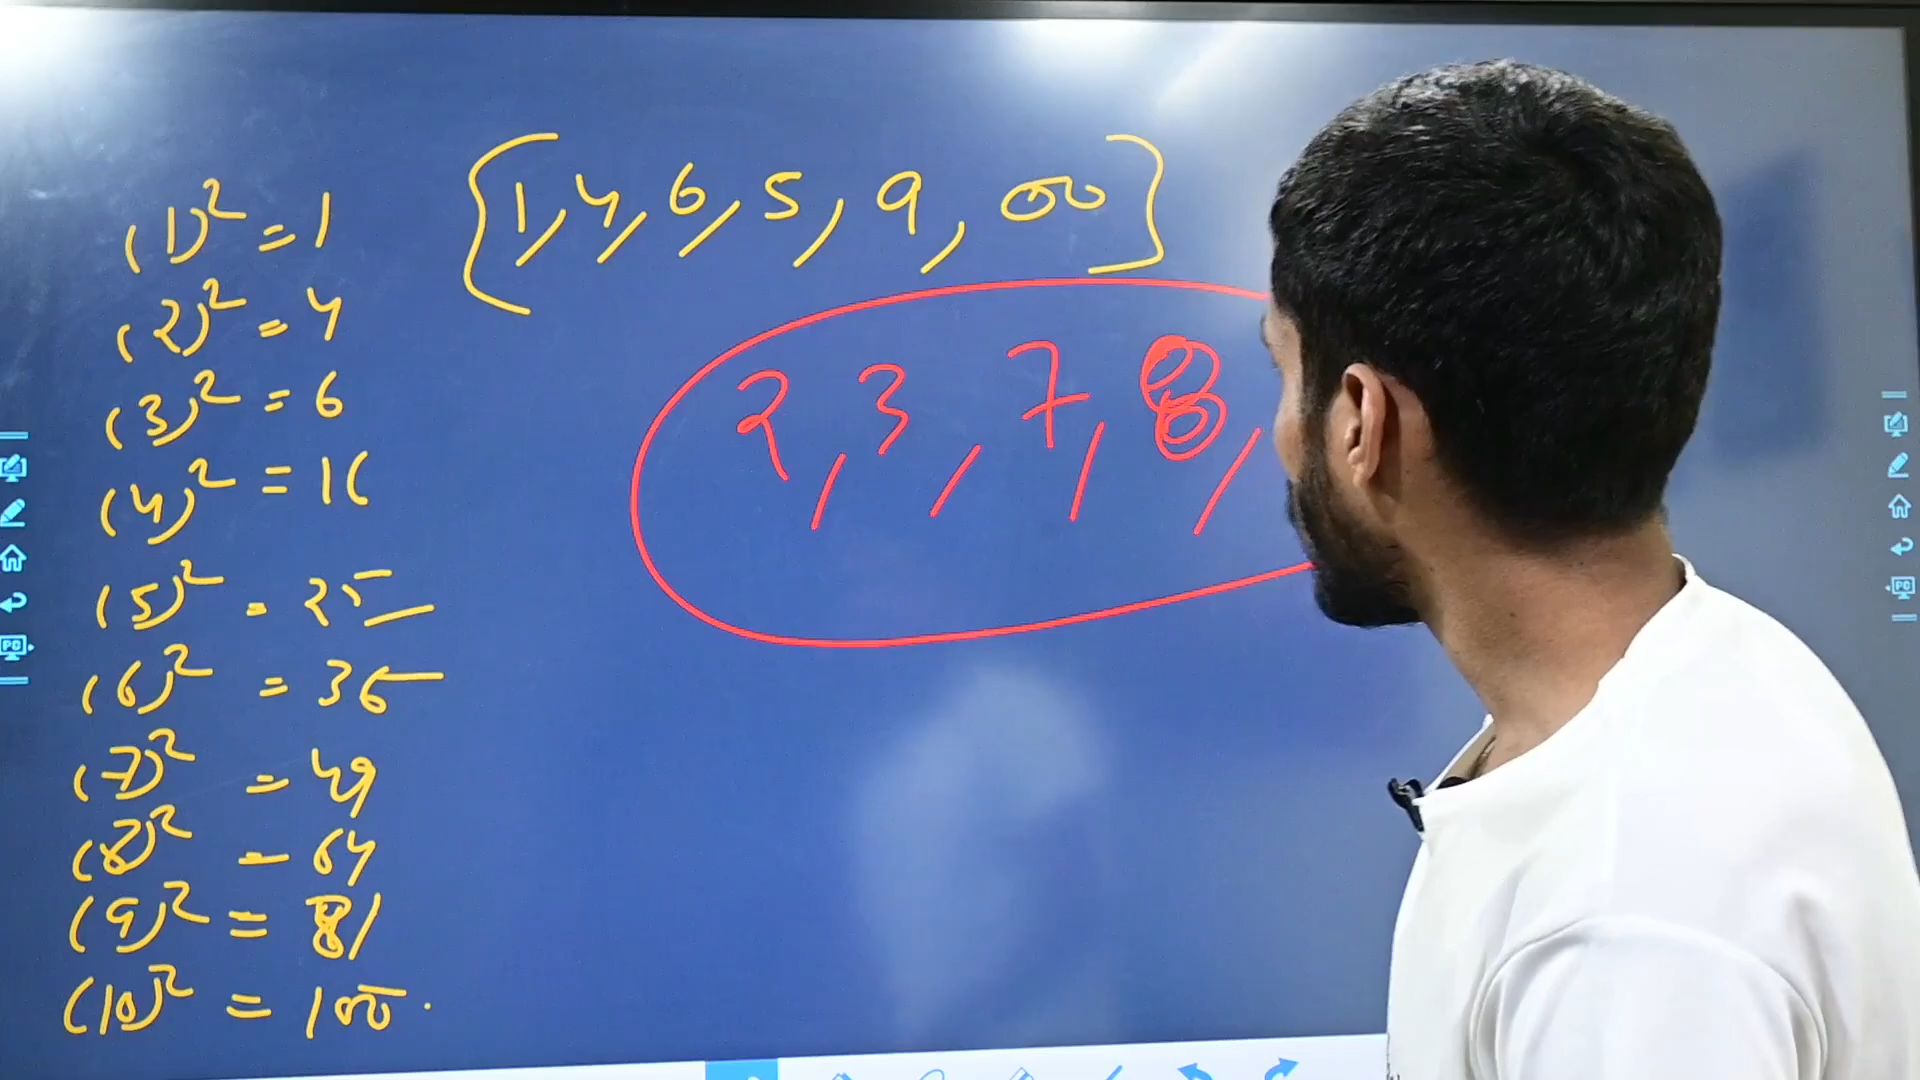 (1)² = 1
(2)² = 4
(3)² = 6
(4)² = 16
(5)² = 25
(6)² = 36
(7)² = 49
(8)² = 64
(9)² = 81
(10)² = 100.
{1, 4, 6, 5, 9, 00}
2, 3, 7, 8,